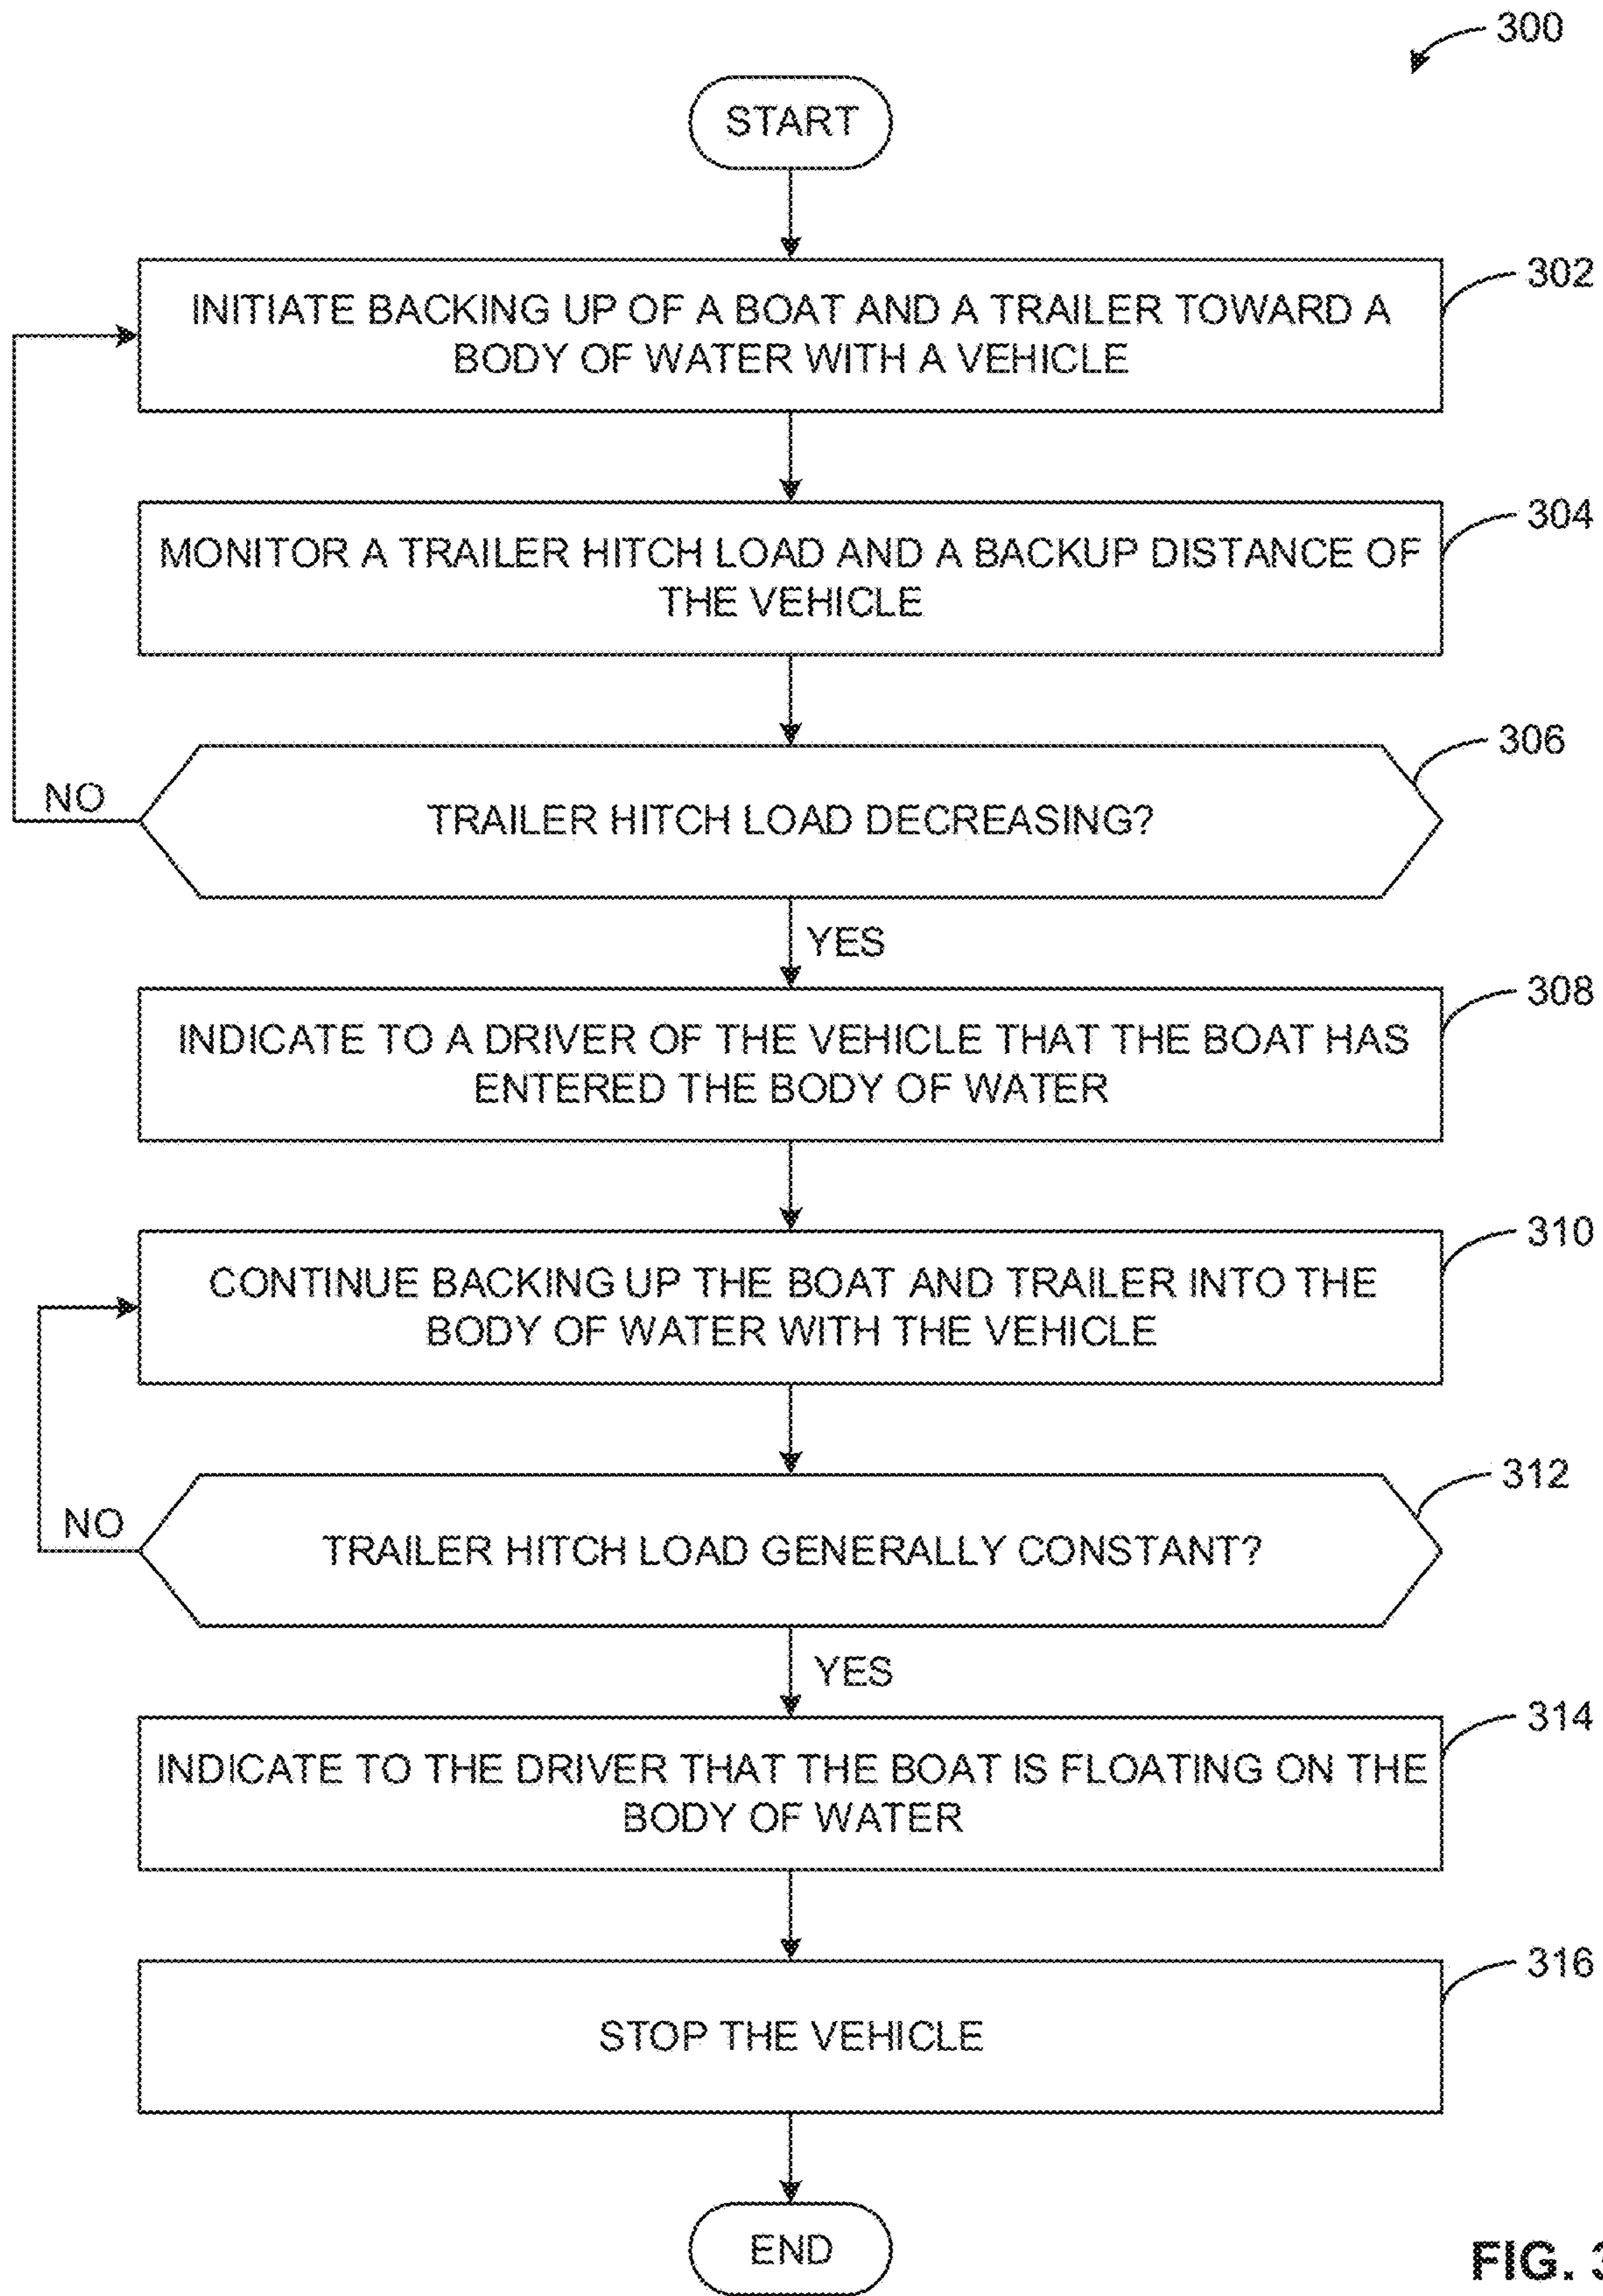 300
START
302
INITIATE BACKING UP OF A BOAT AND A TRAILER TOWARD A
BODY OF WATER WITH A VEHICLE
304
MONITOR A TRAILER HITCH LOAD AND A BACKUP DISTANCE OF
THE VEHICLE
306
NO
TRAILER HITCH LOAD DECREASING?
YES
308
INDICATE TO A DRIVER OF THE VEHICLE THAT THE BOAT HAS
ENTERED THE BODY OF WATER
310
CONTINUE BACKING UP THE BOAT AND TRAILER INTO THE
BODY OF WATER WITH THE VEHICLE
312
NO
TRAILER HITCH LOAD GENERALLY CONSTANT?
YES
314
INDICATE TO THE DRIVER THAT THE BOAT IS FLOATING ON THE
BODY OF WATER
316
STOP THE VEHICLE
END
FIG. 3